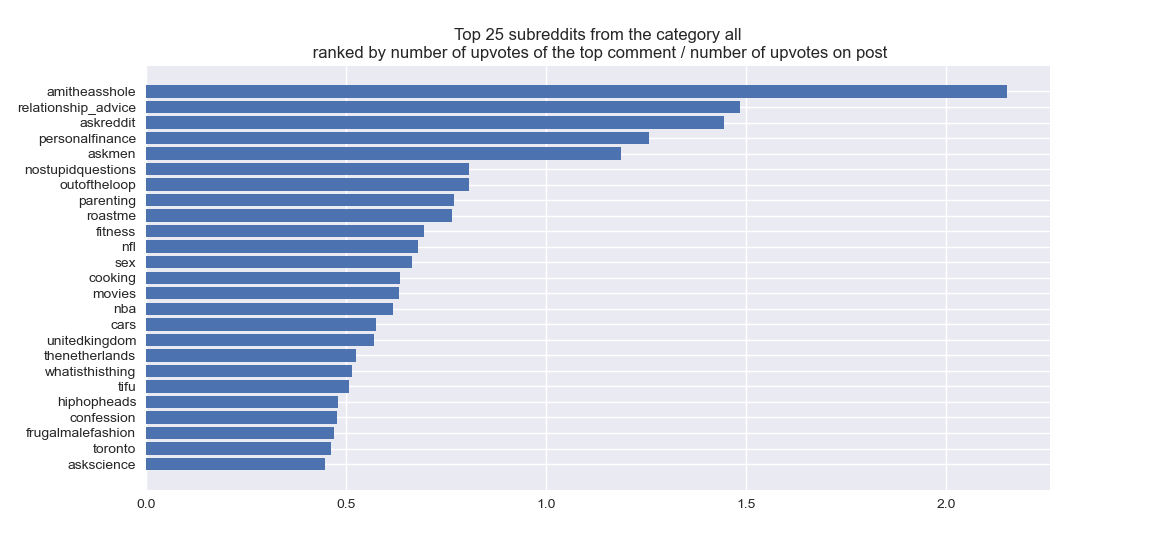 Top 25 subreddits from the category all
ranked by number of upvotes of the top comment / number of upvotes on post
amitheasshole
relationship_advice
askreddit
personalfinance
askmen
nostupidquestions
outoftheloop
parenting
roastme
fitness
nfl
sex
cooking
movies
nba
cars
unitedkingdom
thenetherlands
whatisthisthing
tifu
hiphopheads
confession
frugalmalefashion
toronto
askscience
0.0 0.5 1.0 1.5 2.0